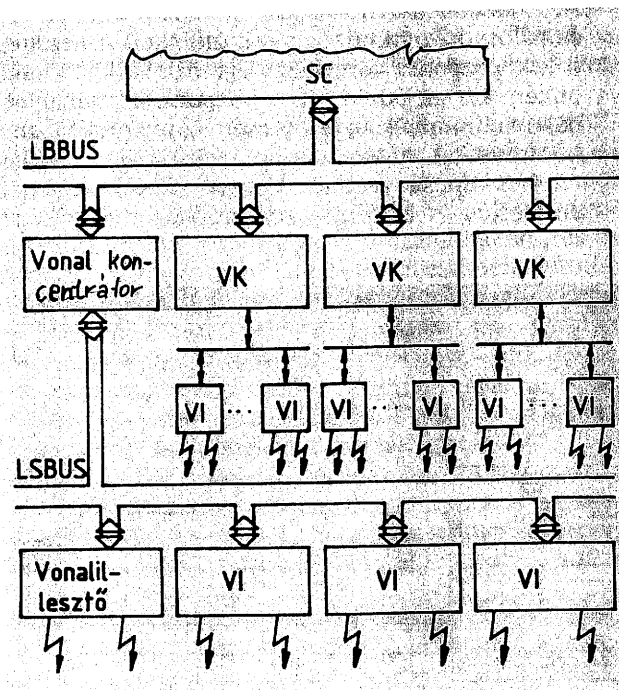 SC
LBBUS
Vonal kon-
centrátor
VK
VK
VK
VI
...
VI
VI
...
VI
VI
...
VI
LSBUS
Vonalil-
lesztő
VI
VI
VI